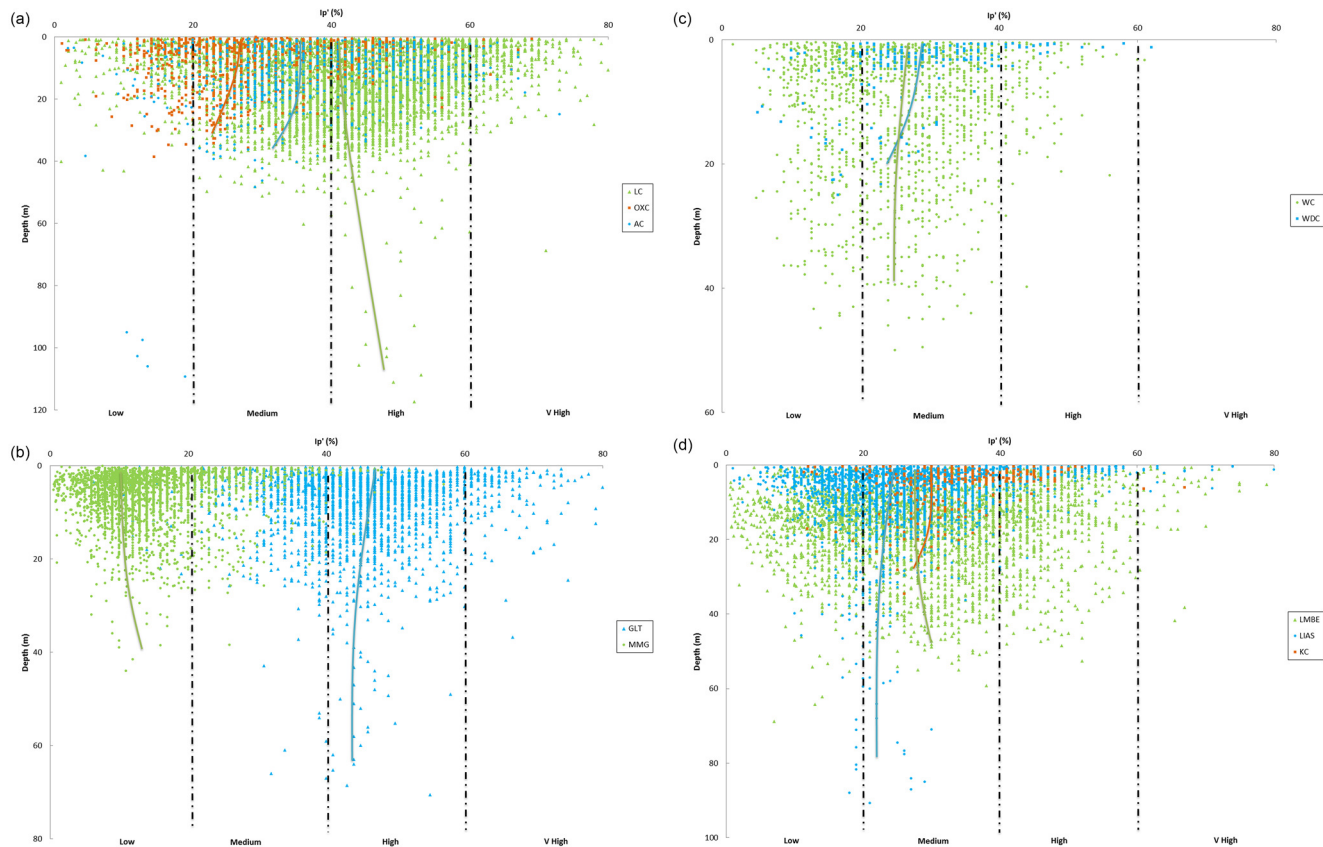 (a)
Ip' (%)
0 20 40 60 80
0
20
40
60
80
100
120
Depth (m)
LC
OXC
AC
Low Medium High V High
(c)
Ip' (%)
0 20 40 60 80
0
20
40
60
Depth (m)
WC
WDC
Low Medium High V High
(b)
Ip' (%)
0 20 40 60 80
0
20
40
60
80
Depth (m)
GLT
MMG
Low Medium High V High
(d)
Ip' (%)
0 20 40 60 80
0
20
40
60
80
100
Depth (m)
LMBE
LIAS
KC
Low Medium High V High